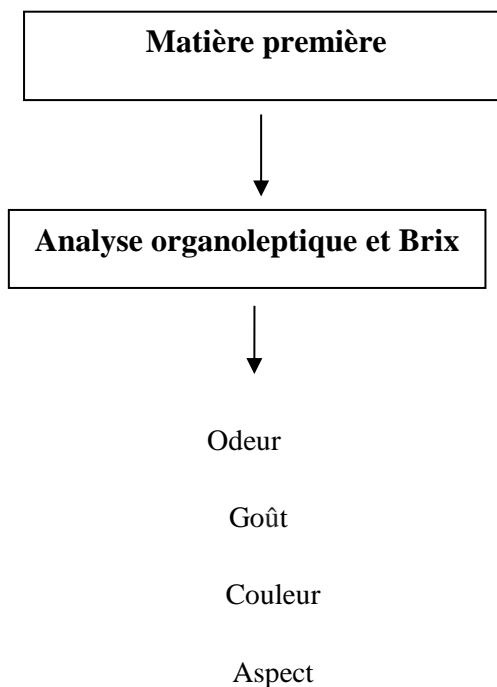 Matière première
Analyse organoleptique et Brix
Odeur
Goût
Couleur
Aspect